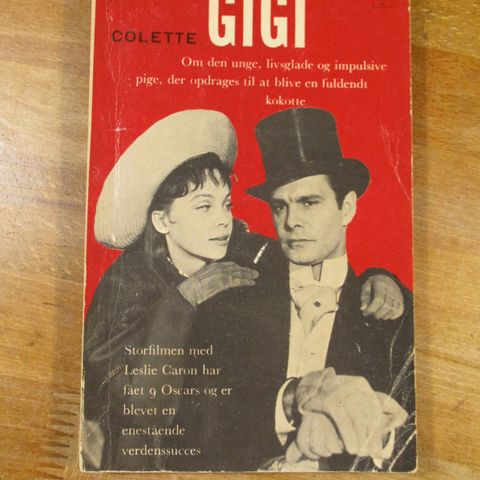 COLETTE GIGI
Om den unge, livsglade og impulsive
pige, der opdrages til at blive en fuldendt
kokotte
Storfilmen med
Leslie Caron har
fået 9 Oscars og er
blevet en
enestående
verdenssucces